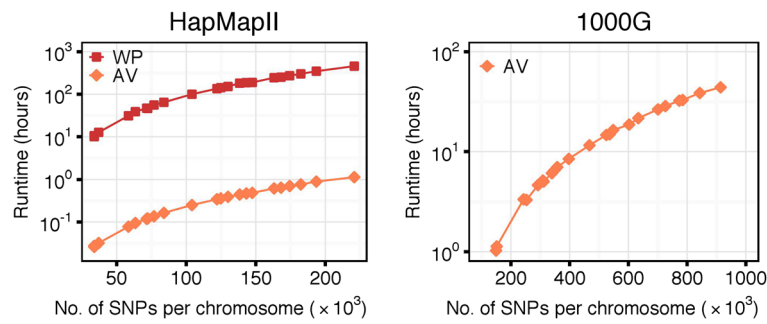 HapMapII
10³
10²
10¹
10⁰
10⁻¹
Runtime (hours)
WP
AV
50 100 150 200
No. of SNPs per chromosome (× 10³)
1000G
10²
10¹
10⁰
Runtime (hours)
AV
200 400 600 800 1000
No. of SNPs per chromosome (× 10³)